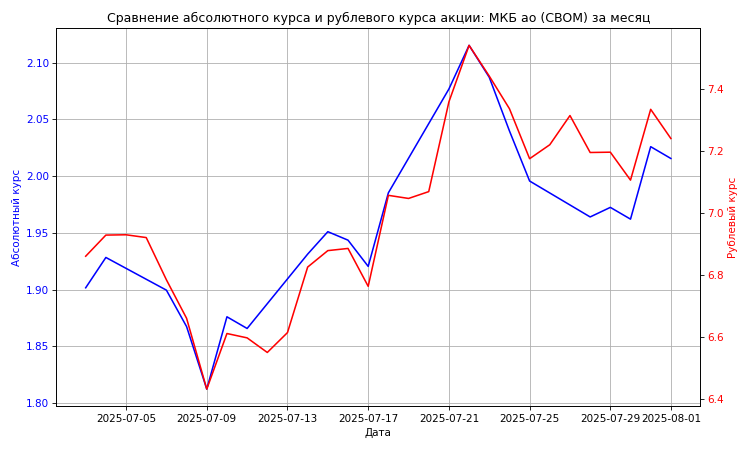 Сравнение абсолютного курса и рублевого курса акции: МКБ ао (CBOM) за месяц
2.10
2.05
2.00
1.95
1.90
1.85
1.80
Абсолютный курс
7.4
7.2
7.0
6.8
6.6
6.4
Рублевый курс
2025-07-05 2025-07-09 2025-07-13 2025-07-17 2025-07-21 2025-07-25 2025-07-29 2025-08-01
Дата